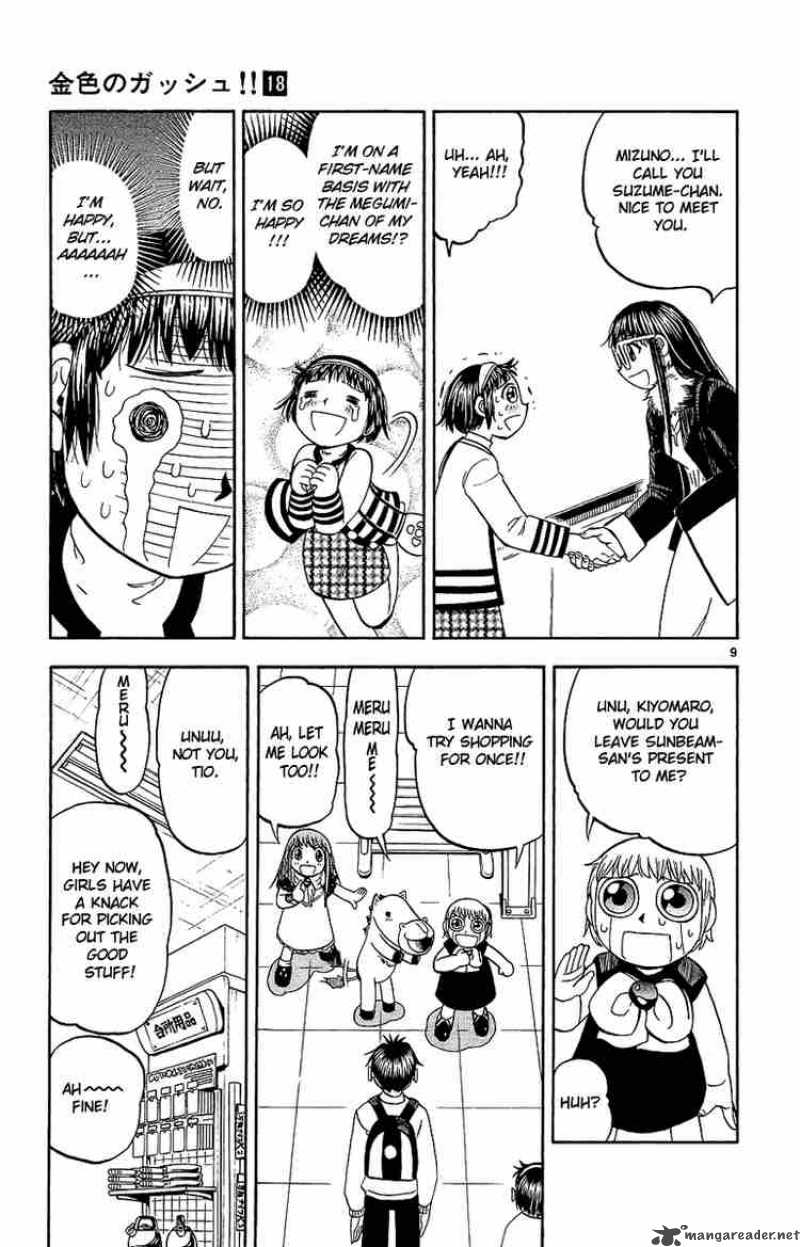 金色のガッシュ!! 18
MIZUNO... I'LL
CALL YOU
SUZUME-CHAN.
NICE TO MEET
YOU.
UH... AH,
YEAH!!!
I'M ON A
FIRST-NAME
BASIS WITH
THE MEGUMI-
CHAN OF MY
DREAMS!?
I'M SO
HAPPY
!!!
BUT
WAIT,
NO.
I'M
HAPPY,
BUT...
AAAAAAH
...
9
UNU, KIYOMARO,
WOULD YOU
LEAVE SUNBEAM-
SAN'S PRESENT
TO ME?
HUH?
I WANNA
TRY SHOPPING
FOR ONCE!!
MERU
MERU
ME~
AH, LET
ME LOOK
TOO!!
UNUU,
NOT YOU,
TIO.
MERU~
HEY NOW,
GIRLS HAVE
A KNACK
FOR PICKING
OUT THE
GOOD
STUFF!
AH~
FINE!
台所用品
mangareader.net